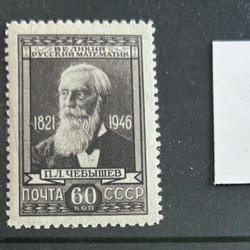 ВЕЛИКИЙ
РУССКИЙ МАТЕМАТИК
1821 1946
П.Л.ЧЕБЫШЕВ
ПОЧТА 60 СССР
КОП